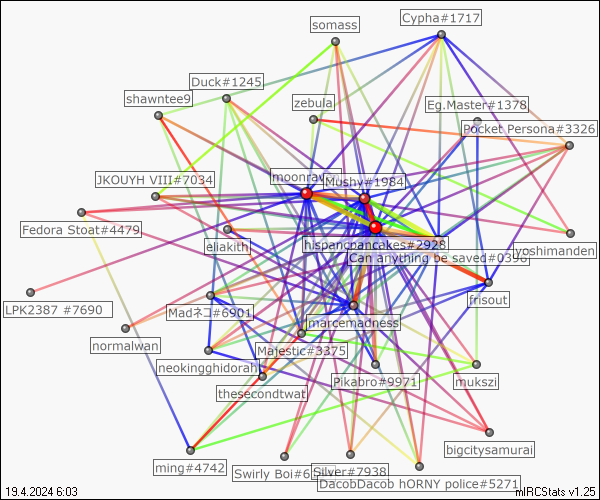 Cypha#1717
somass
Duck#1245
shawntee9
zebula
Eg.Master#1378
Pocket Persona#3326
moonrav
Mushy#1984
JKOUYH VIII#7034
Fedora Stoat#4479
eliakith
hispancpancakes#2928
Can anything be saved#0398
yoshimanden
LPK2387 #7690
Madネコ#6901
frisout
marcemadness
normalwan
neokingghidorah
Majestic#3375
thesecondtwat
Pikabro#9971
mukszi
bigcitysamurai
ming#4742
Swirly Boi#6
Silver#7938
DacobDacob hORNY police#5271
19.4.2024 6:03
mIRCStats v1.25